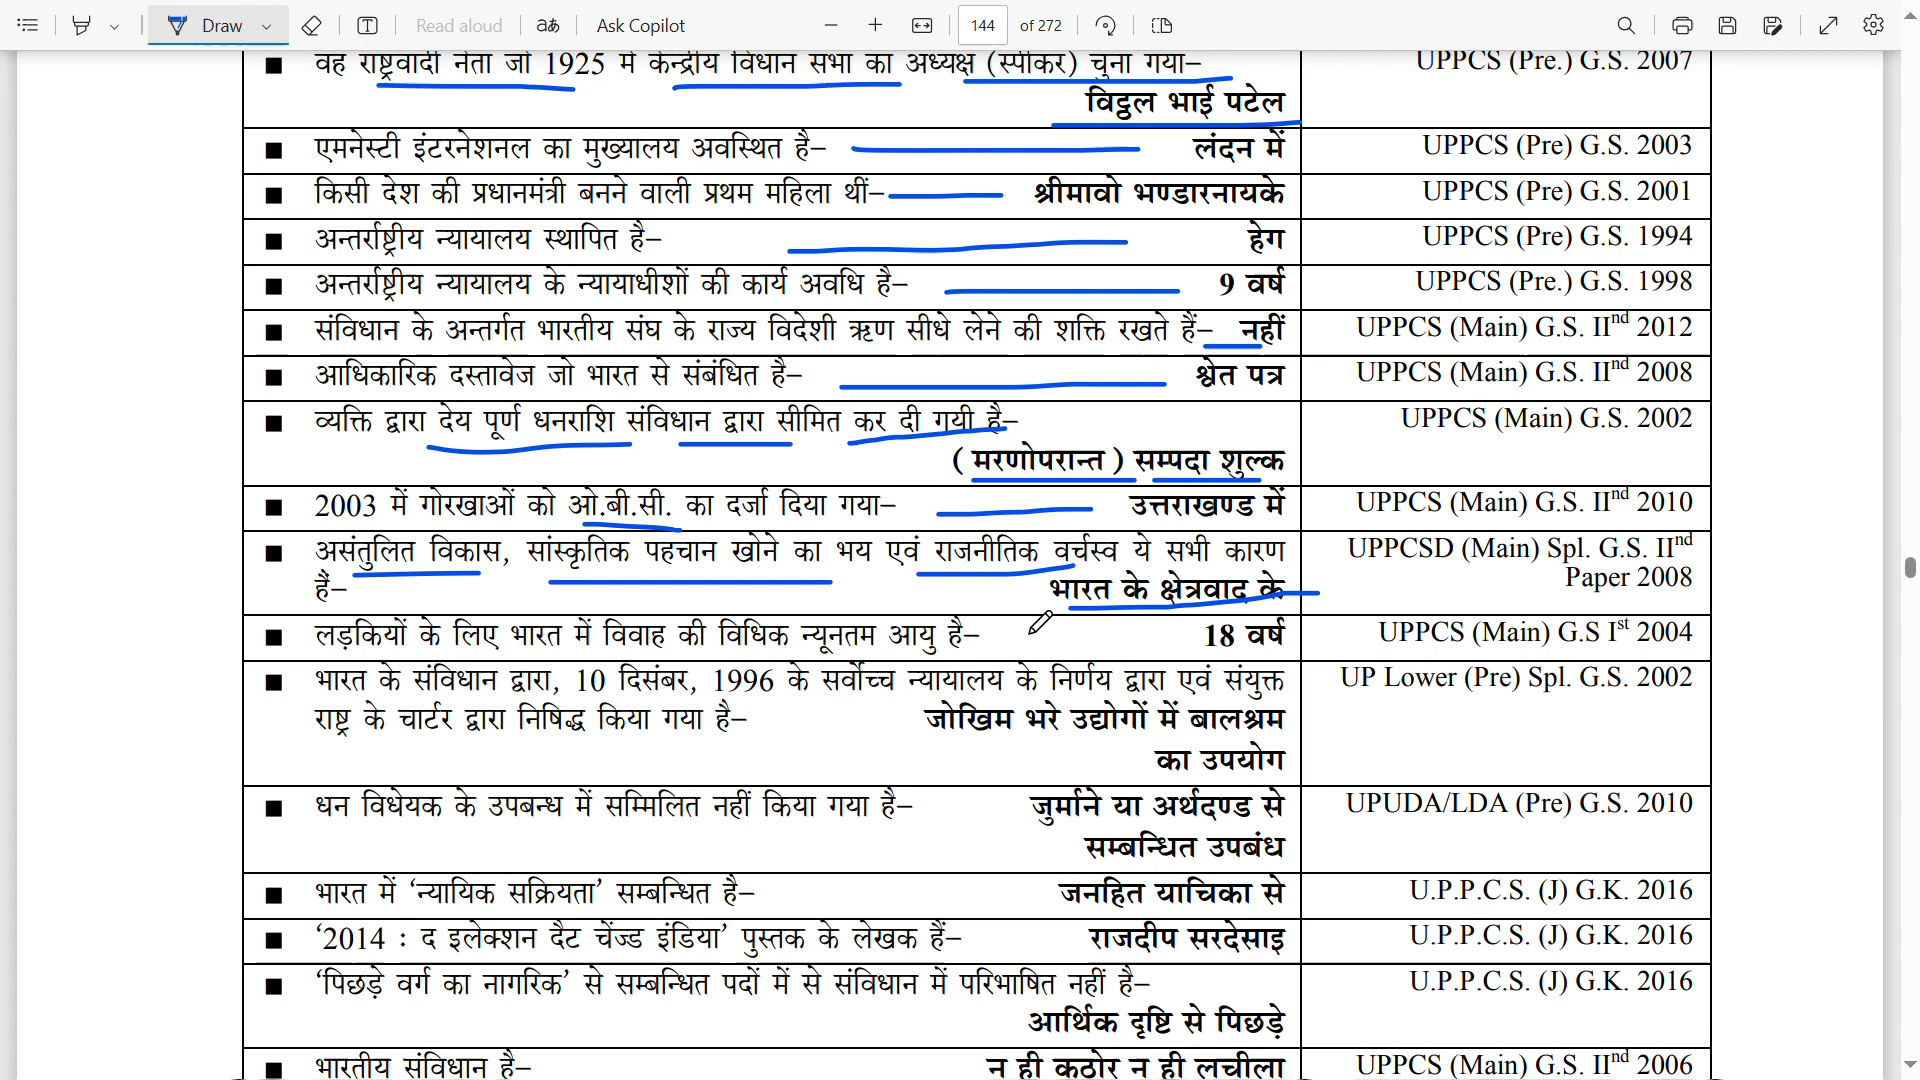 Draw
Read aloud
aあ
Ask Copilot
144
of 272
■ वह राष्ट्रवादी नेता जो 1925 में केन्द्रीय विधान सभा का अध्यक्ष (स्पीकर) चुना गया– UPPCS (Pre.) G.S. 2007
विट्ठल भाई पटेल
■ एमनेस्टी इंटरनेशनल का मुख्यालय अवस्थित है– लंदन में UPPCS (Pre) G.S. 2003
■ किसी देश की प्रधानमंत्री बनने वाली प्रथम महिला थीं– श्रीमावो भण्डारनायके UPPCS (Pre) G.S. 2001
■ अन्तर्राष्ट्रीय न्यायालय स्थापित है– हेग UPPCS (Pre) G.S. 1994
■ अन्तर्राष्ट्रीय न्यायालय के न्यायाधीशों की कार्य अवधि है– 9 वर्ष UPPCS (Pre.) G.S. 1998
■ संविधान के अन्तर्गत भारतीय संघ के राज्य विदेशी ऋण सीधे लेने की शक्ति रखते हैं– नहीं UPPCS (Main) G.S. IInd 2012
■ आधिकारिक दस्तावेज जो भारत से संबंधित है– श्वेत पत्र UPPCS (Main) G.S. IInd 2008
■ व्यक्ति द्वारा देय पूर्ण धनराशि संविधान द्वारा सीमित कर दी गयी है– UPPCS (Main) G.S. 2002
(मरणोपरान्त) सम्पदा शुल्क
■ 2003 में गोरखाओं को ओ.बी.सी. का दर्जा दिया गया– उत्तराखण्ड में UPPCS (Main) G.S. IInd 2010
■ असंतुलित विकास, सांस्कृतिक पहचान खोने का भय एवं राजनीतिक वर्चस्व ये सभी कारण UPPCSD (Main) Spl. G.S. IInd
हैं– भारत के क्षेत्रवाद के Paper 2008
■ लड़कियों के लिए भारत में विवाह की विधिक न्यूनतम आयु है– 18 वर्ष UPPCS (Main) G.S Ist 2004
■ भारत के संविधान द्वारा, 10 दिसंबर, 1996 के सर्वोच्च न्यायालय के निर्णय द्वारा एवं संयुक्त UP Lower (Pre) Spl. G.S. 2002
राष्ट्र के चार्टर द्वारा निषिद्ध किया गया है– जोखिम भरे उद्योगों में बालश्रम
का उपयोग
■ धन विधेयक के उपबन्ध में सम्मिलित नहीं किया गया है– जुर्माने या अर्थदण्ड से UPUDA/LDA (Pre) G.S. 2010
सम्बन्धित उपबंध
■ भारत में ‘न्यायिक सक्रियता’ सम्बन्धित है– जनहित याचिका से U.P.P.C.S. (J) G.K. 2016
■ ‘2014 : द इलेक्शन दैट चेंज्ड इंडिया’ पुस्तक के लेखक हैं– राजदीप सरदेसाइ U.P.P.C.S. (J) G.K. 2016
■ ‘पिछड़े वर्ग का नागरिक’ से सम्बन्धित पदों में से संविधान में परिभाषित नहीं है– U.P.P.C.S. (J) G.K. 2016
आर्थिक दृष्टि से पिछड़े
■ भारतीय संविधान है– न ही कठोर न ही लचीला UPPCS (Main) G.S. IInd 2006